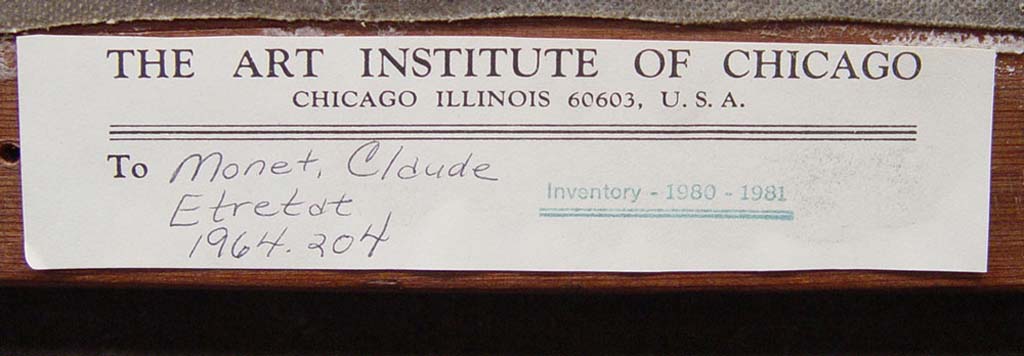 THE ART INSTITUTE OF CHICAGO
CHICAGO ILLINOIS 60603, U. S. A.
To Monet, Claude
Etretat
1964.204
Inventory - 1980 - 1981